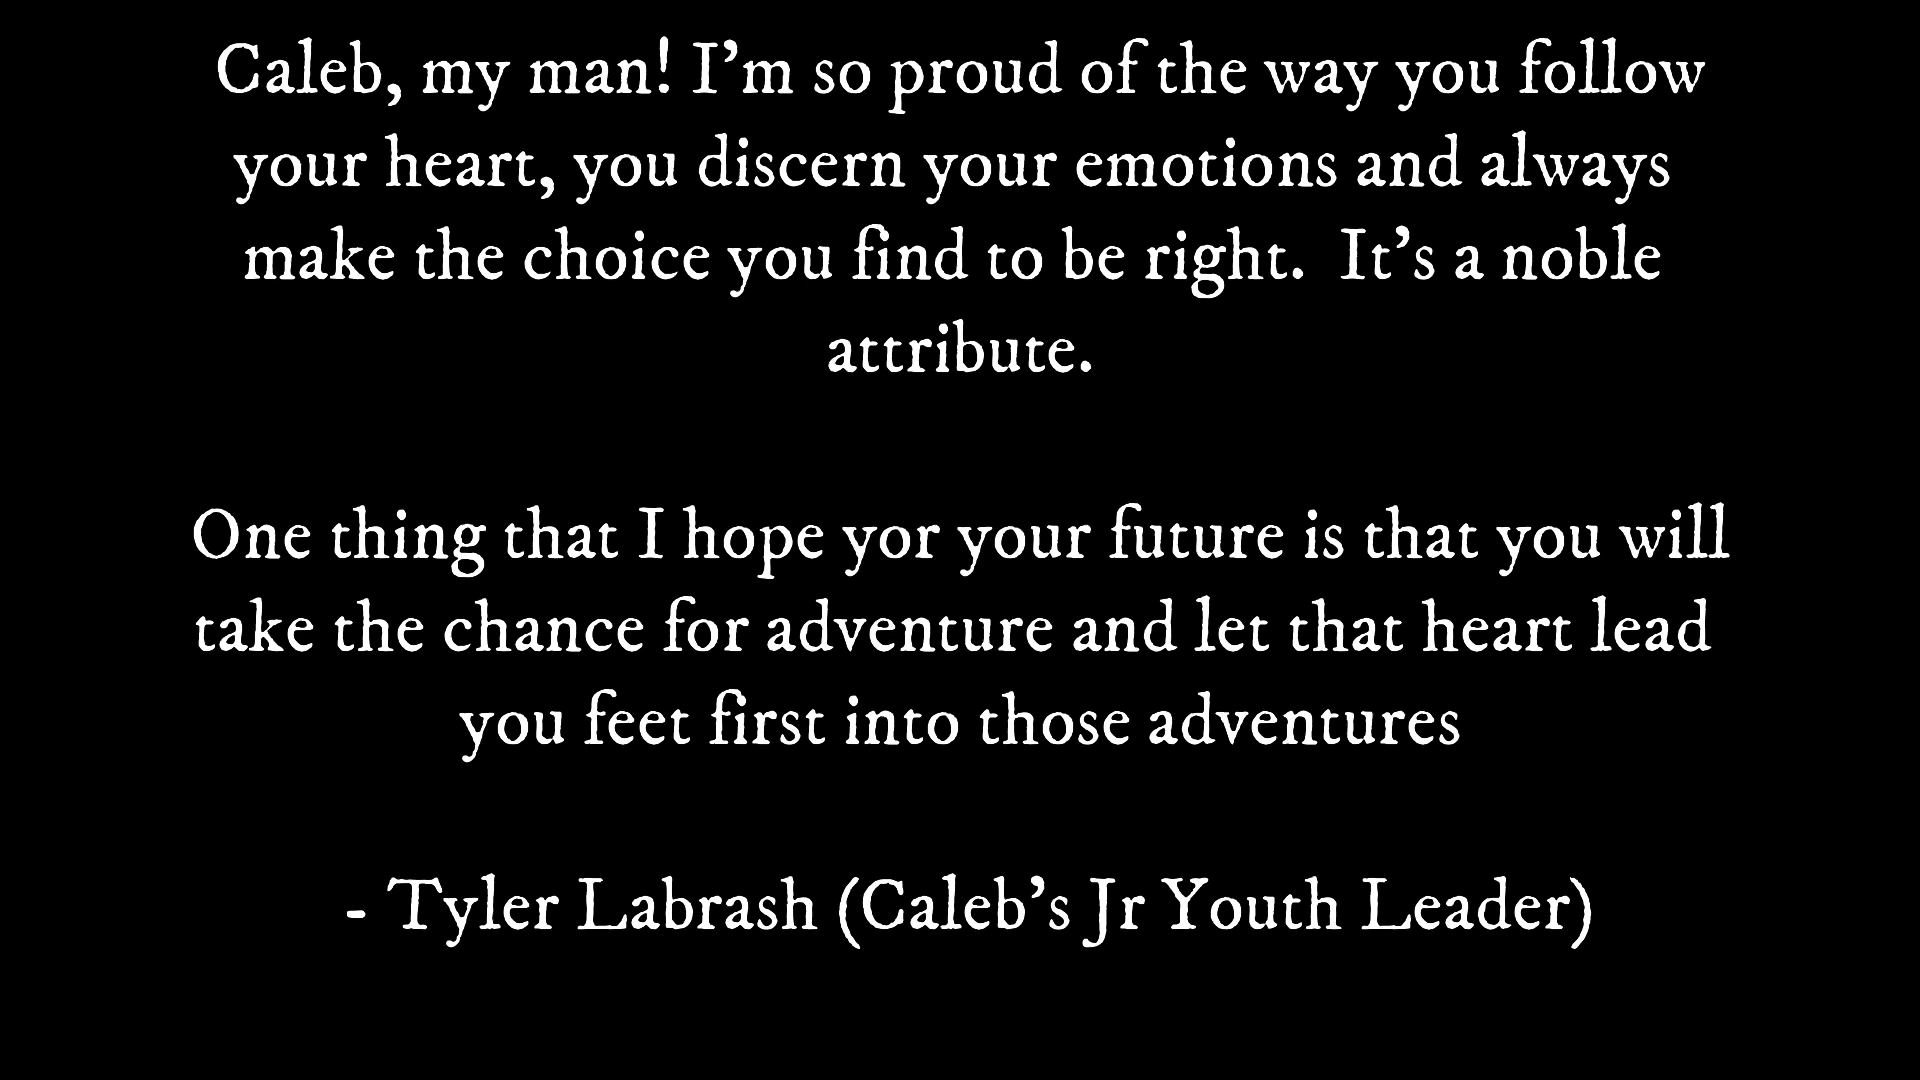 Caleb, my man! I’m so proud of the way you follow
your heart, you discern your emotions and always
make the choice you find to be right.  It’s a noble
attribute.
One thing that I hope yor your future is that you will
take the chance for adventure and let that heart lead
you feet first into those adventures
- Tyler Labrash (Caleb’s Jr Youth Leader)